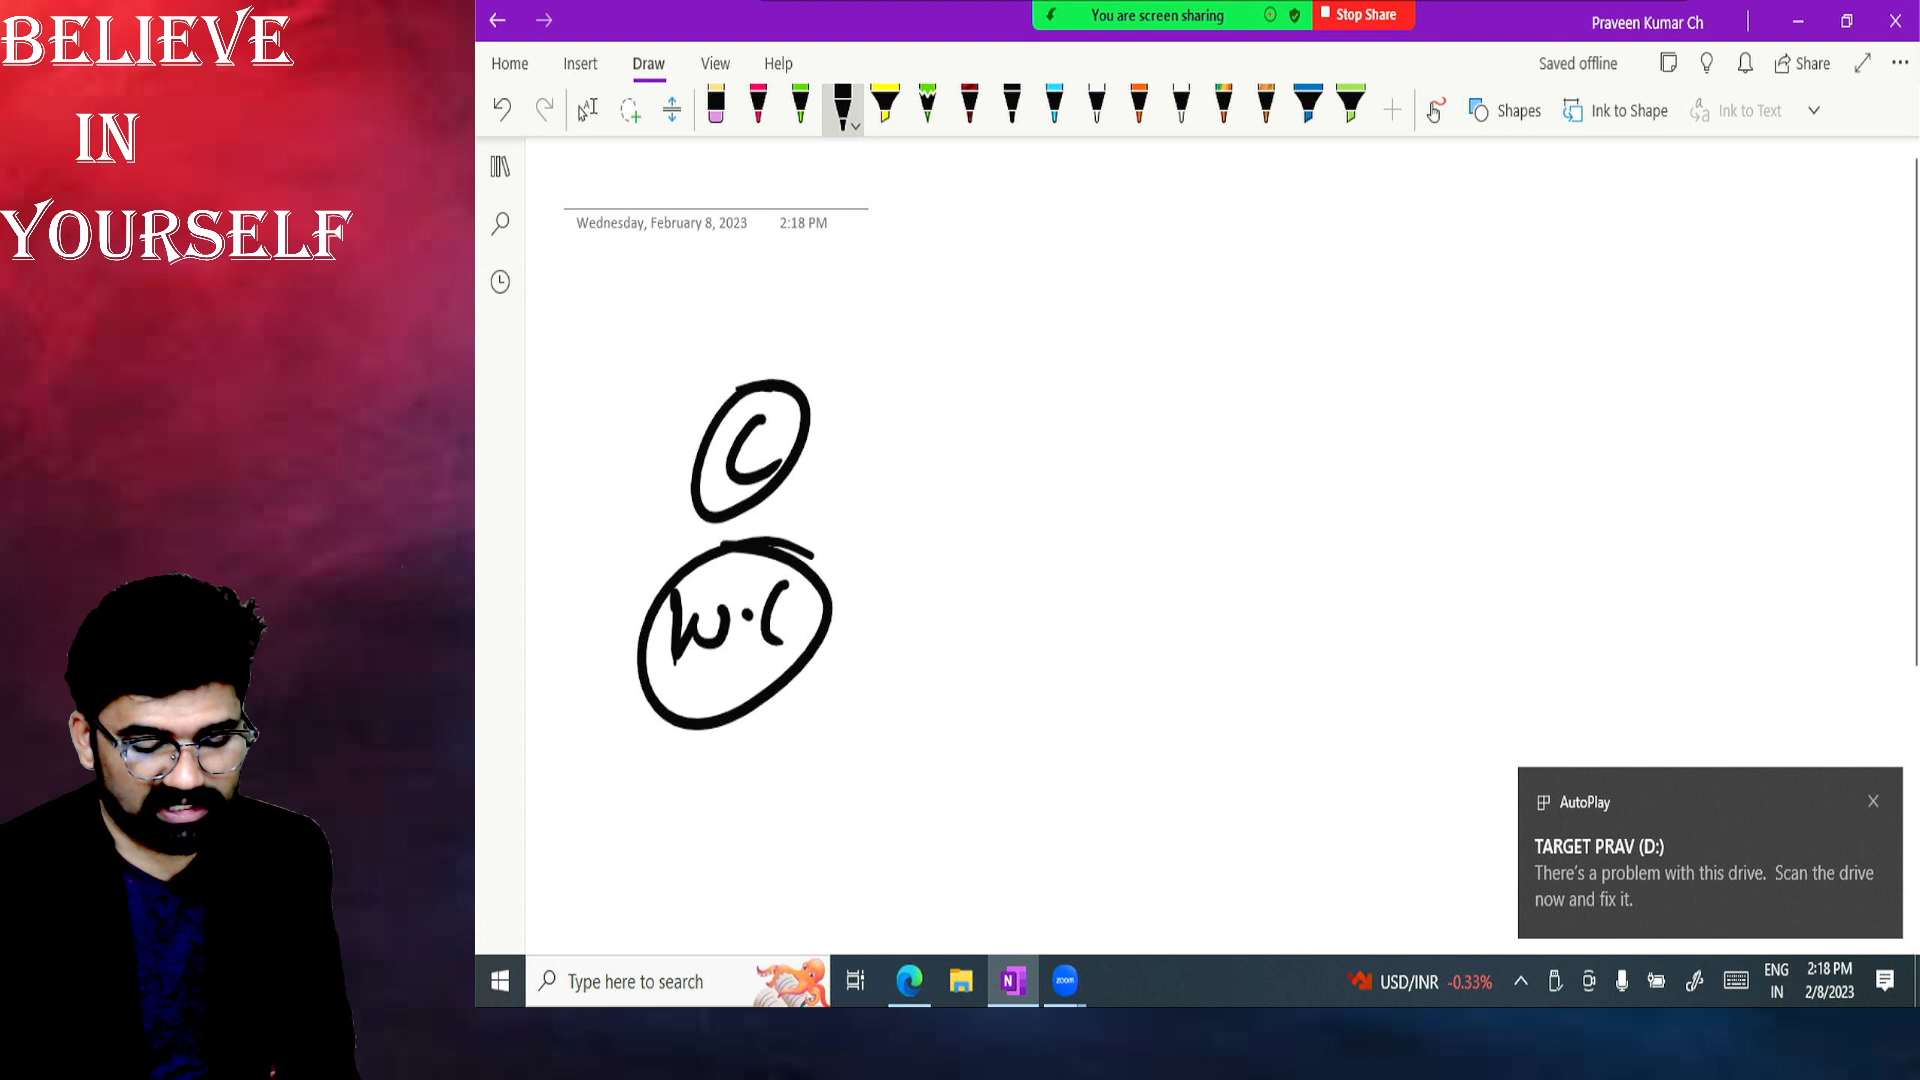 BELIEVE
IN
YOURSELF
You are screen sharing
Stop Share
Praveen Kumar Ch
Home Insert Draw View Help
Saved offline
Share
Shapes
Ink to Shape
Ink to Text
Wednesday, February 8, 2023 2:18 PM
C
W.C
AutoPlay
TARGET PRAV (D:)
There's a problem with this drive. Scan the drive
now and fix it.
Type here to search
N
zoom
USD/INR -0.33%
ENG
IN
2:18 PM
2/8/2023